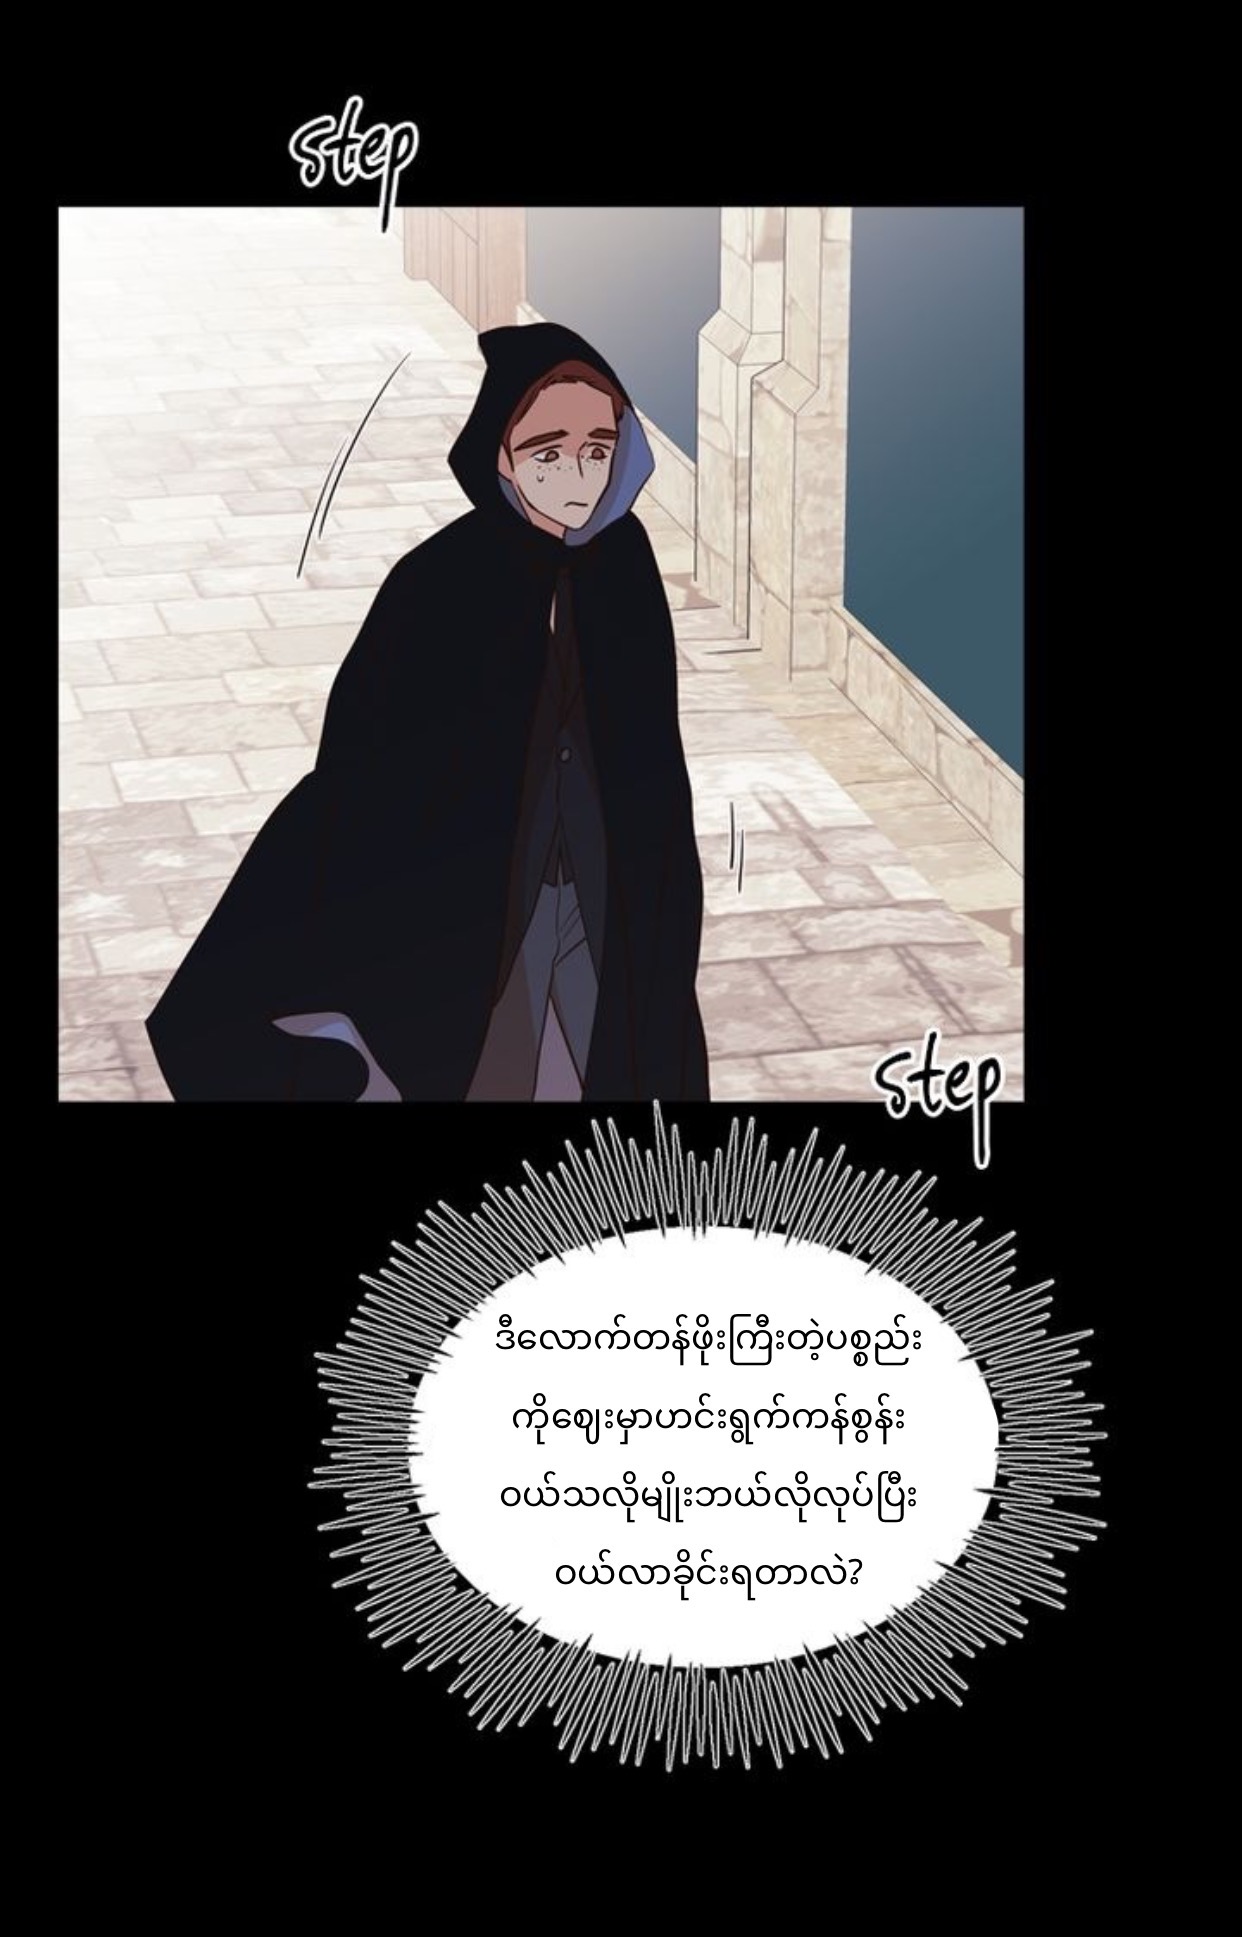 step
step
ဒီလောက်တန်ဖိုးကြီးတဲ့ပစ္စည်း
ကိုဈေးမှာဟင်းရွက်ကန်စွန်း
ဝယ်သလိုမျိုးဘယ်လိုလုပ်ပြီး
ဝယ်လာခိုင်းရတာလဲ?